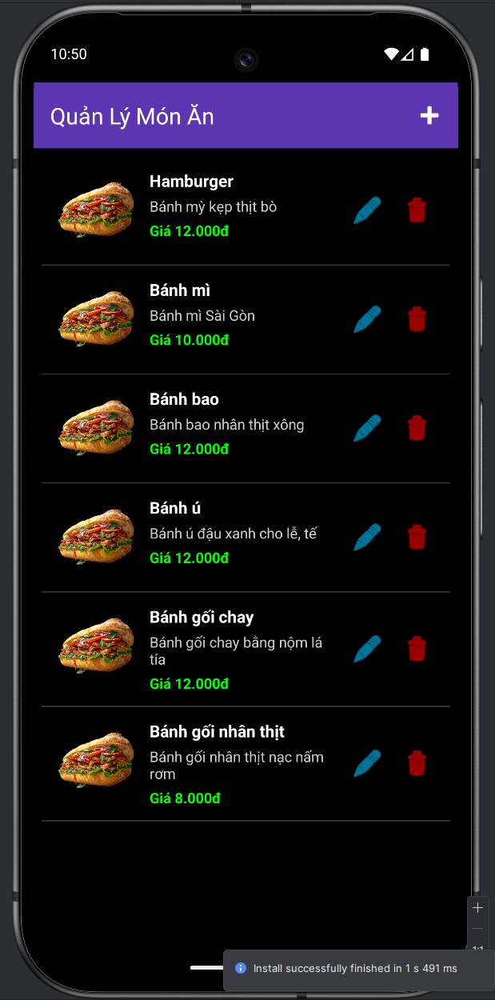 10:50
Quản Lý Món Ăn
Hamburger
Bánh mỳ kẹp thịt bò
Giá 12.000đ
Bánh mì
Bánh mì Sài Gòn
Giá 10.000đ
Bánh bao
Bánh bao nhân thịt xông
Giá 12.000đ
Bánh ú
Bánh ú đậu xanh cho lễ, tế
Giá 12.000đ
Bánh gối chay
Bánh gối chay bằng nộm lá
tía
Giá 12.000đ
Bánh gối nhân thịt
Bánh gối nhân thịt nạc nấm
rơm
Giá 8.000đ
Install successfully finished in 1 s 491 ms